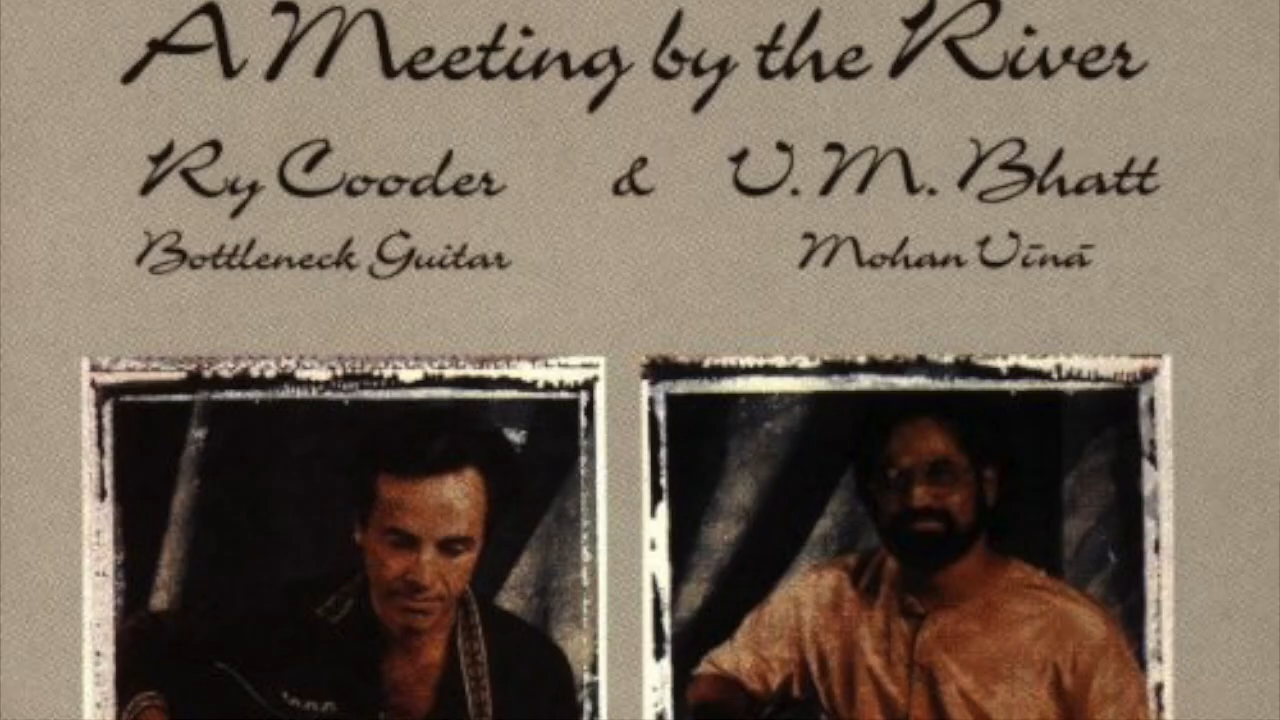 A Meeting by the River
Ry Cooder & V. M. Bhatt
Bottleneck Guitar Mohan Vīnā